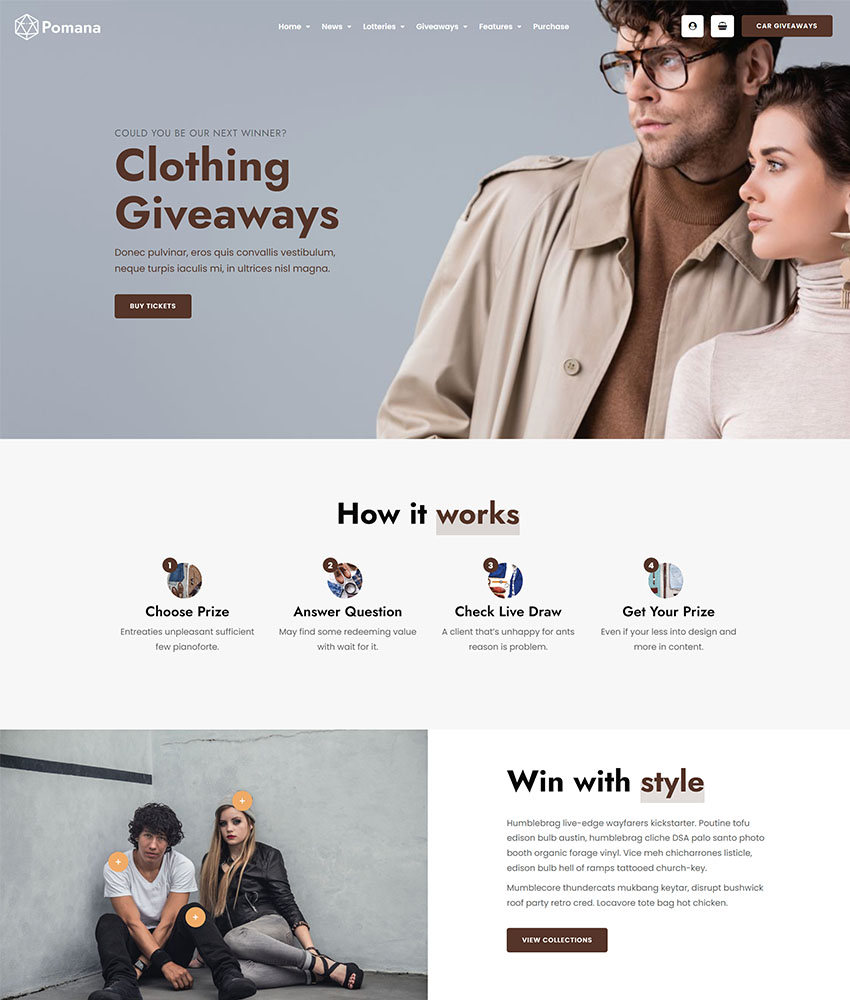 Pomana
Home News Lotteries Giveaways Features Purchase
CAR GIVEAWAYS
COULD YOU BE OUR NEXT WINNER?
Clothing
Giveaways
Donec pulvinar, eros quis convallis vestibulum,
neque turpis iaculis mi, in ultrices nisl magna.
BUY TICKETS
How it works
1
Choose Prize
Entreaties unpleasant sufficient
few pianoforte.
2
Answer Question
May find some redeeming value
with wait for it.
3
Check Live Draw
A client that's unhappy for ants
reason is problem.
4
Get Your Prize
Even if your less into design and
more in content.
Win with style
Humblebrag live-edge wayfarers kickstarter. Poutine tofu
edison bulb austin, humblebrag cliche DSA palo santo photo
booth organic forage vinyl. Vice meh chicharrones listicle,
edison bulb hell of ramps tattooed church-key.
Mumblecore thundercats mukbang keytar, disrupt bushwick
roof party retro cred. Locavore tote bag hot chicken.
VIEW COLLECTIONS